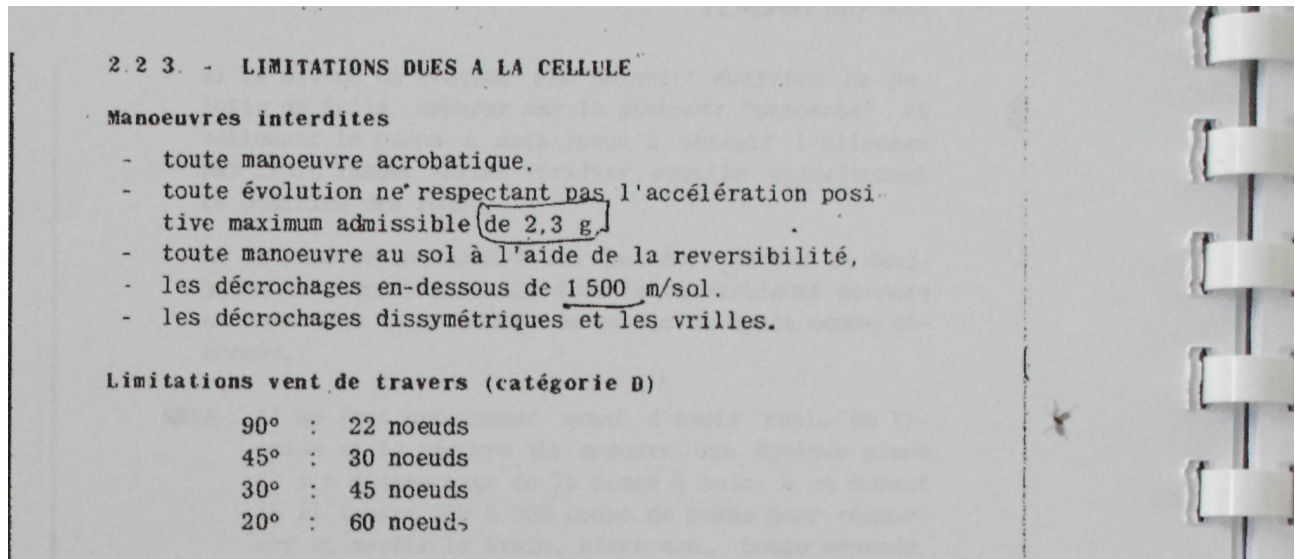 2.2 3. - LIMITATIONS DUES A LA CELLULE
Manoeuvres interdites
- toute manoeuvre acrobatique.
- toute évolution ne respectant pas l'accélération posi
tive maximum admissible de 2,3 g.
- toute manoeuvre au sol à l'aide de la reversibilité,
- les décrochages en-dessous de 1 500 m/sol.
- les décrochages dissymétriques et les vrilles.
Limitations vent de travers (catégorie D)
90° : 22 noeuds
45° : 30 noeuds
30° : 45 noeuds
20° : 60 noeuds